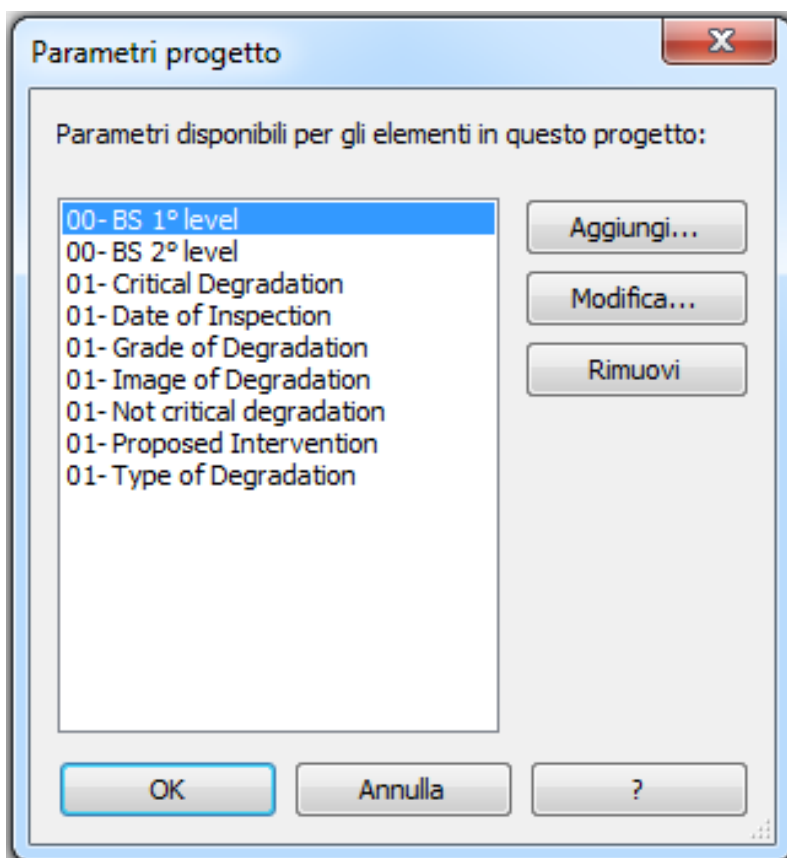 Parametri progetto
Parametri disponibili per gli elementi in questo progetto:
00- BS 1° level
00- BS 2° level
01- Critical Degradation
01- Date of Inspection
01- Grade of Degradation
01- Image of Degradation
01- Not critical degradation
01- Proposed Intervention
01- Type of Degradation
Aggiungi...
Modifica...
Rimuovi
OK
Annulla
?